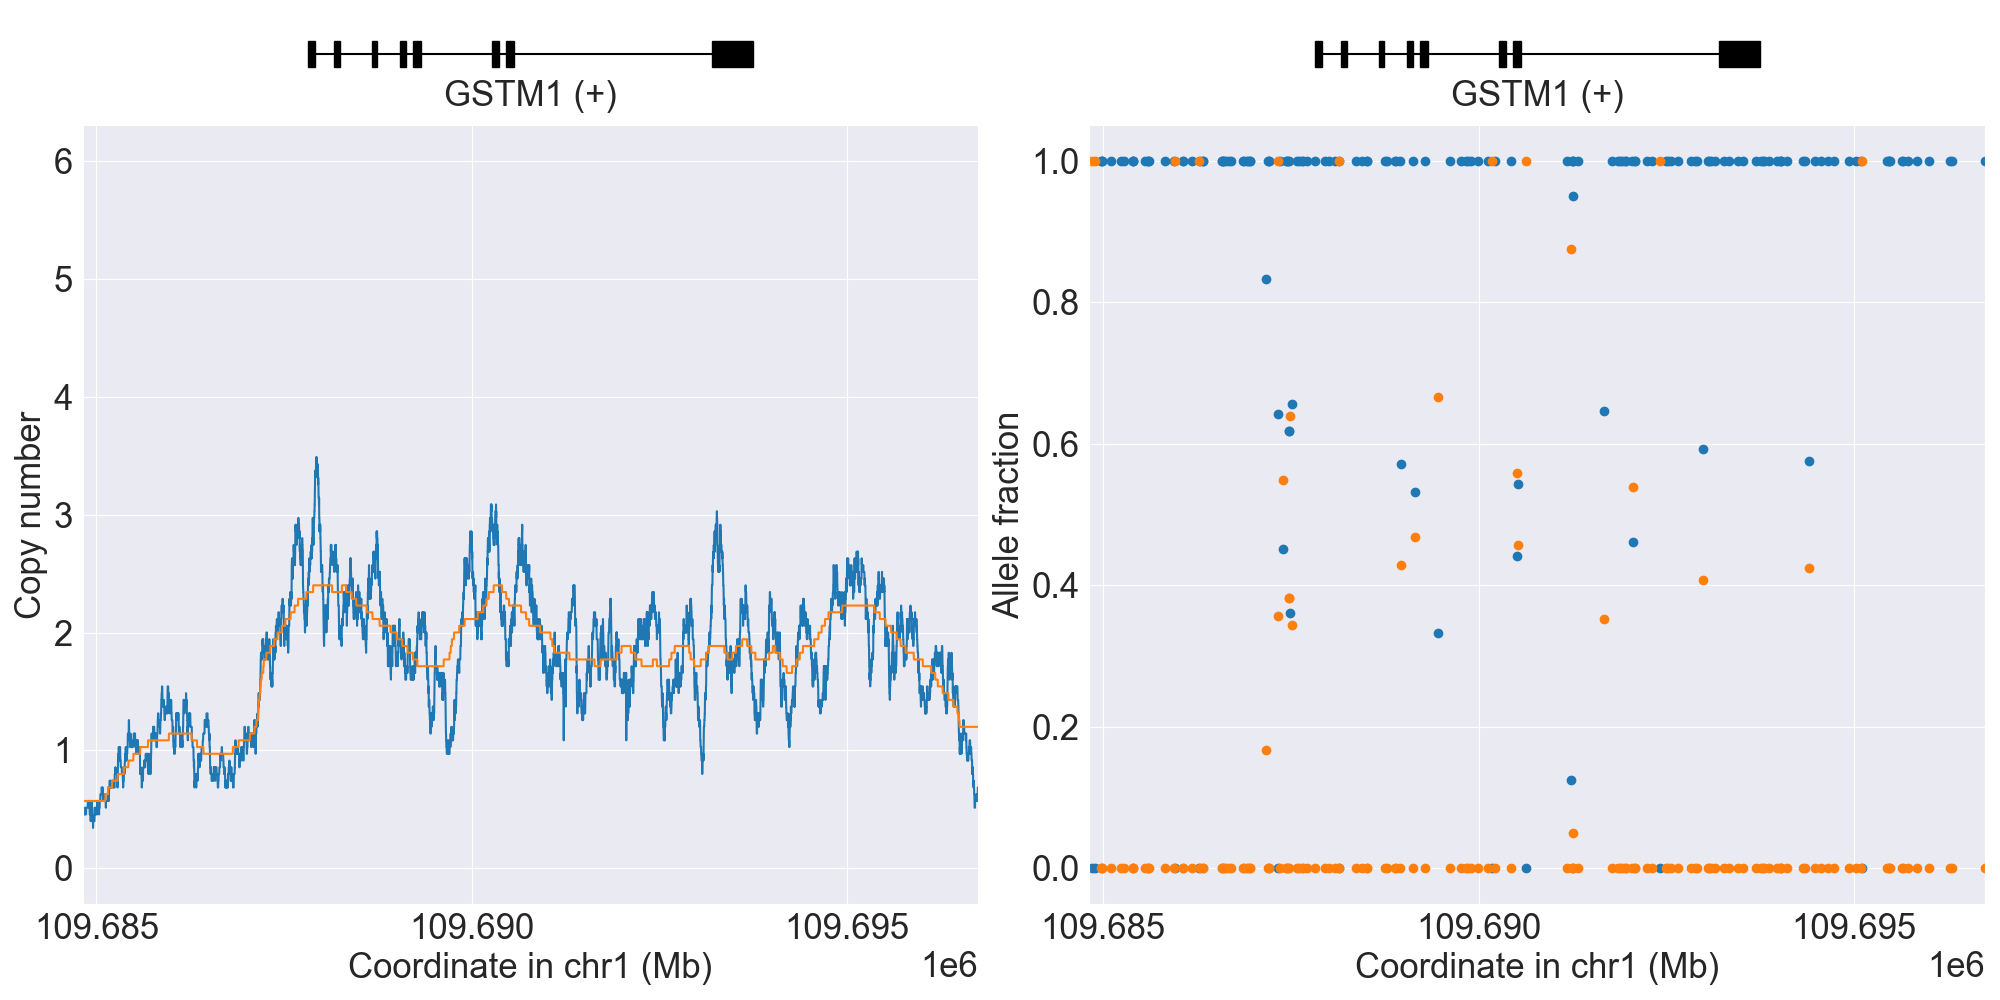 GSTM1 (+)
Copy number
6
5
4
3
2
1
0
109.685
109.690
109.695
Coordinate in chr1 (Mb)
1e6
GSTM1 (+)
Allele fraction
1.0
0.8
0.6
0.4
0.2
0.0
109.685
109.690
109.695
Coordinate in chr1 (Mb)
1e6